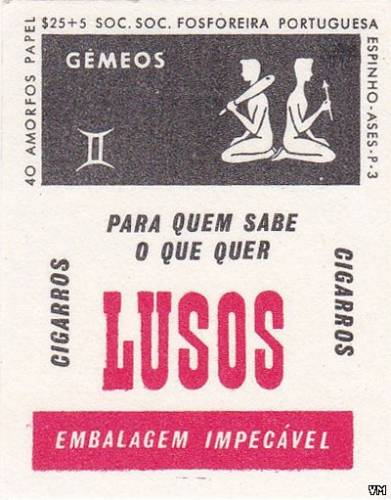 40 AMORFOS PAPEL
$25+5 SOC. SOC. FOSFOREIRA PORTUGUESA
ESPINHO-ASES-P-3
GÉMEOS
PARA QUEM SABE
O QUE QUER
CIGARROS
LUSOS
CIGARROS
EMBALAGEM IMPECÁVEL
VM